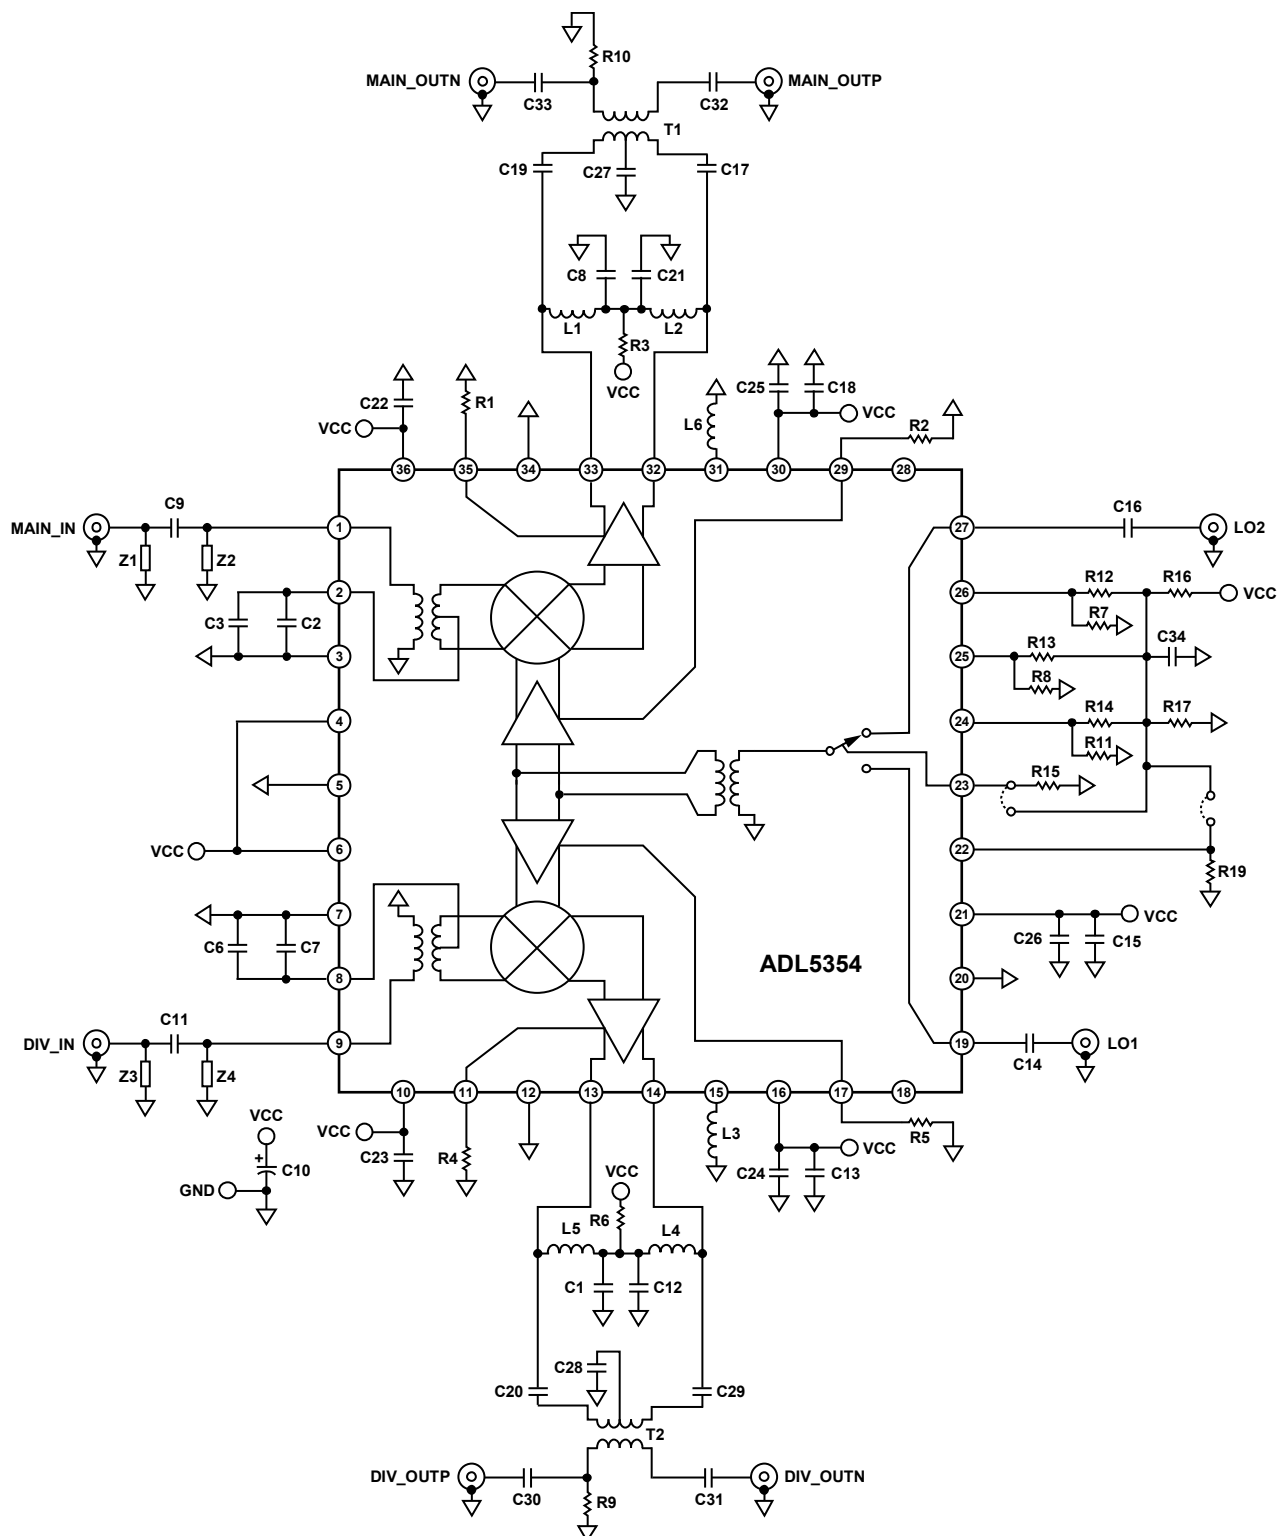 R10
MAIN_OUTN
MAIN_OUTP
C33
C32
T1
C19
C27
C17
C8
C21
L1
L2
R3
VCC
C22
R1
C25
C18
L6
VCC
VCC
R2
36
35
34
33
32
31
30
29
28
C9
C16
MAIN_IN
1
27
LO2
Z1
Z2
R12
R16
2
26
VCC
C3
C2
R7
R13
C34
3
25
R8
R14
R17
4
24
R11
R15
5
23
VCC
6
22
R19
7
21
VCC
C6
C7
C26
C15
ADL5354
8
20
C11
DIV_IN
9
19
LO1
C14
Z3
Z4
10
11
12
13
14
15
16
17
18
VCC
VCC
L3
R5
VCC
C23
R4
C24
C13
C10
+
GND
VCC
R6
L5
L4
C1
C12
C28
C20
C29
T2
DIV_OUTP
DIV_OUTN
C30
R9
C31